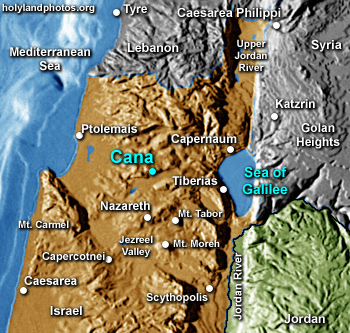 holylandphotos.org
Tyre
Caesarea Philippi
Mediterranean
Sea
Lebanon
Upper
Jordan
River
Syria
Katzrin
Golan
Heights
Ptolemais
Capernaum
Cana
Sea of
Galilee
Tiberias
Nazareth
Mt. Tabor
Mt. Carmel
Jezreel
Valley
Mt. Moreh
Capercotnei
Caesarea
Scythopolis
Jordan River
Israel
Jordan